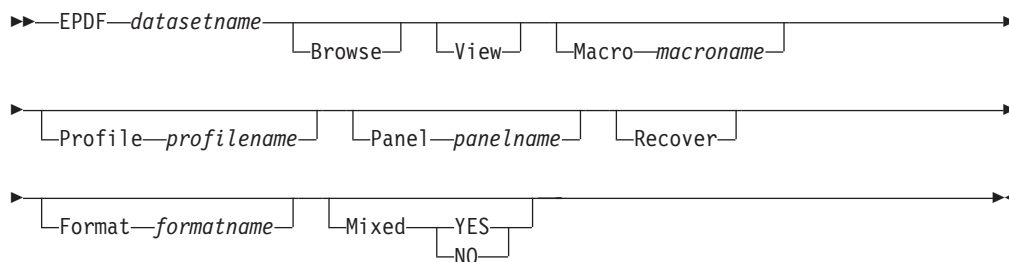 EPDF datasetname
Browse View Macro macroname
Profile profilename Panel panelname Recover
Format formatname Mixed YES
NO